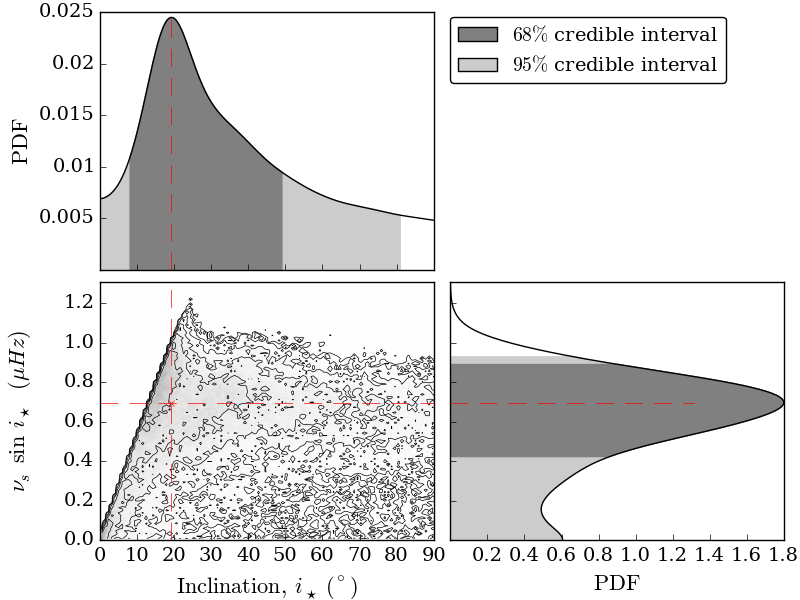 0.025
0.02
0.015
0.01
0.005
PDF
68% credible interval
95% credible interval
1.2
1.0
0.8
0.6
0.4
0.2
0.0
ν_s sin i_⋆ (μHz)
0 10 20 30 40 50 60 70 80 90
Inclination, i_⋆ (°)
0.2 0.4 0.6 0.8 1.0 1.2 1.4 1.6 1.8
PDF